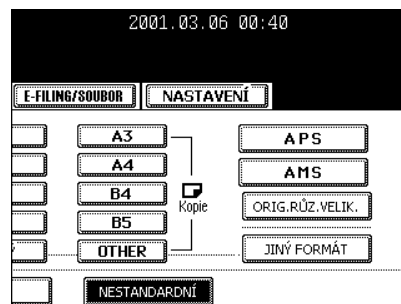 2001.03.06 00:40
E-FILING/SOUBOR NASTAVENÍ
A3 APS
A4 AMS
B4 Kopie ORIG.RŮZ.VELIK.
B5
OTHER JINÝ FORMÁT
NESTANDARDNÍ